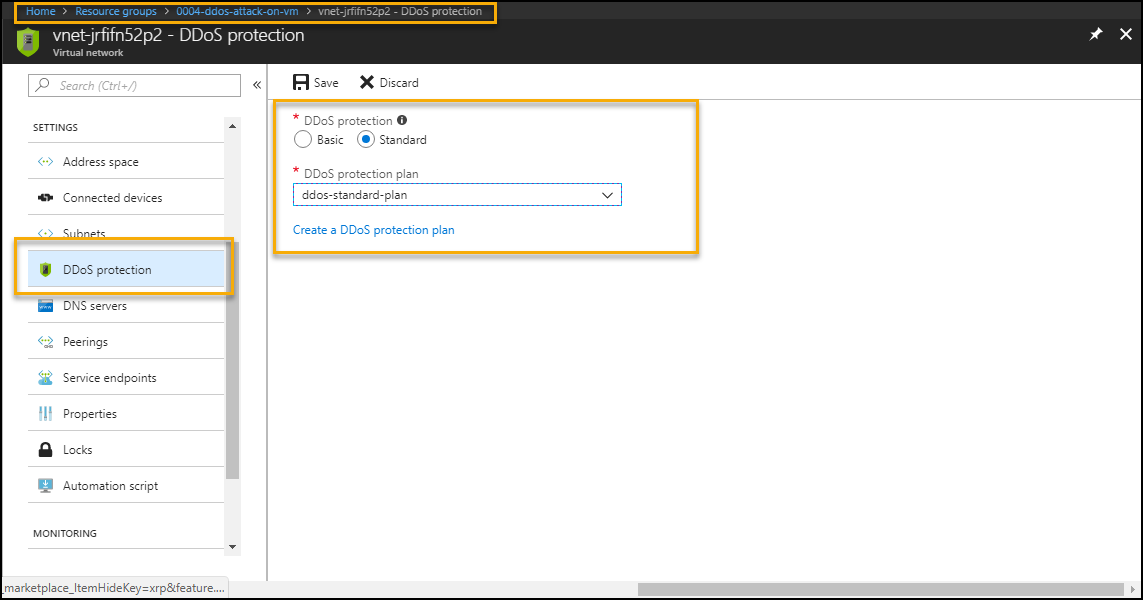 Home > Resource groups > 0004-ddos-attack-on-vm > vnet-jrfifn52p2 - DDoS protection
vnet-jrfifn52p2 - DDoS protection
Virtual network
Search (Ctrl+/)
«
SETTINGS
Address space
Connected devices
Subnets
DDoS protection
DNS servers
Peerings
Service endpoints
Properties
Locks
Automation script
MONITORING
Save Discard
* DDoS protection
Basic Standard
* DDoS protection plan
ddos-standard-plan
Create a DDoS protection plan
_marketplace_ItemHideKey=xrp&feature....